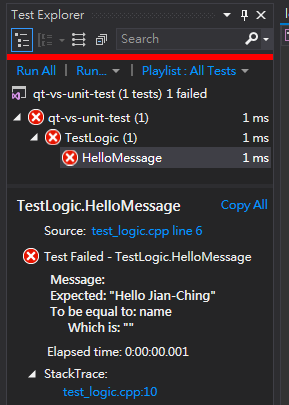 Test Explorer
Search
Run All | Run... | Playlist : All Tests
qt-vs-unit-test (1 tests) 1 failed
qt-vs-unit-test (1) 1 ms
TestLogic (1) 1 ms
HelloMessage 1 ms
TestLogic.HelloMessage Copy All
Source: test_logic.cpp line 6
Test Failed - TestLogic.HelloMessage
Message:
Expected: "Hello Jian-Ching"
To be equal to: name
Which is: ""
Elapsed time: 0:00:00.001
StackTrace:
test_logic.cpp:10